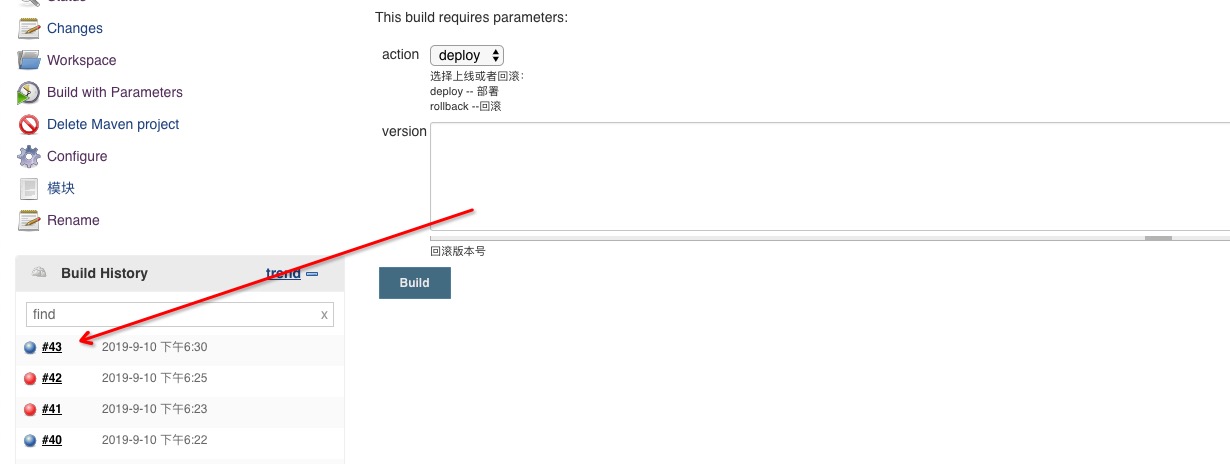 Status
Changes
Workspace
Build with Parameters
Delete Maven project
Configure
模块
Rename
Build History
trend
find
x
#43
2019-9-10 下午6:30
#42
2019-9-10 下午6:25
#41
2019-9-10 下午6:23
#40
2019-9-10 下午6:22
This build requires parameters:
action
deploy
选择上线或者回滚：
deploy -- 部署
rollback --回滚
version
回滚版本号
Build